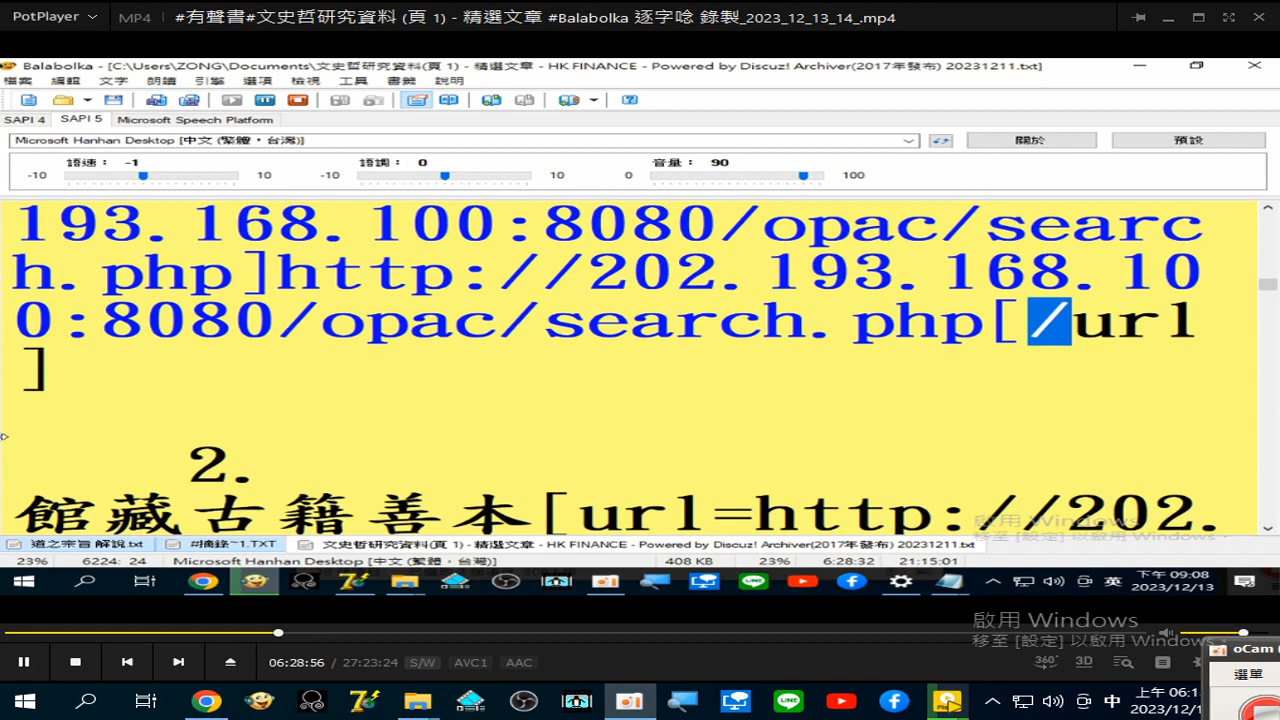 PotPlayer
MP4
#有聲書#文史哲研究資料 (頁 1) - 精選文章 #Balabolka 逐字唸 錄製_2023_12_13_14_.mp4
Balabolka - [C:\Users\ZONG\Documents\文史哲研究資料(頁 1) - 精選文章 - HK FINANCE - Powered by Discuz! Archiver(2017年發布) 20231211.txt]
檔案 編輯 文字 朗讀 引擎 選項 檢視 工具 書籤 說明
SAPI 4 SAPI 5 Microsoft Speech Platform
Microsoft Hanhan Desktop [中文 (繁體，台灣)]
關於
預設
語速： -1
語調： 0
音量： 90
-10 10 -10 10 0 100
193.168.100:8080/opac/searc
h.php]http://202.193.168.10
0:8080/opac/search.php[/url
]
2.
館藏古籍善本[url=http://202.
啟用 Windows
移至 [設定] 以啟用 Windows。
道之宗旨 解說.txt
#摘錄~1.TXT
文史哲研究資料(頁 1) - 精選文章 - HK FINANCE - Powered by Discuz! Archiver(2017年發布) 20231211.txt
23% 6224: 24 Microsoft Hanhan Desktop [中文 (繁體，台灣)] 408 KB 23% 6:28:32 21:15:01
英
下午 09:08
2023/12/13
啟用 Windows
移至 [設定] 以啟用 Windows。
06:28:56 / 27:23:24 S/W AVC1 AAC
360°
3D
oCam (
選單
中
上午 06:1
2023/12/